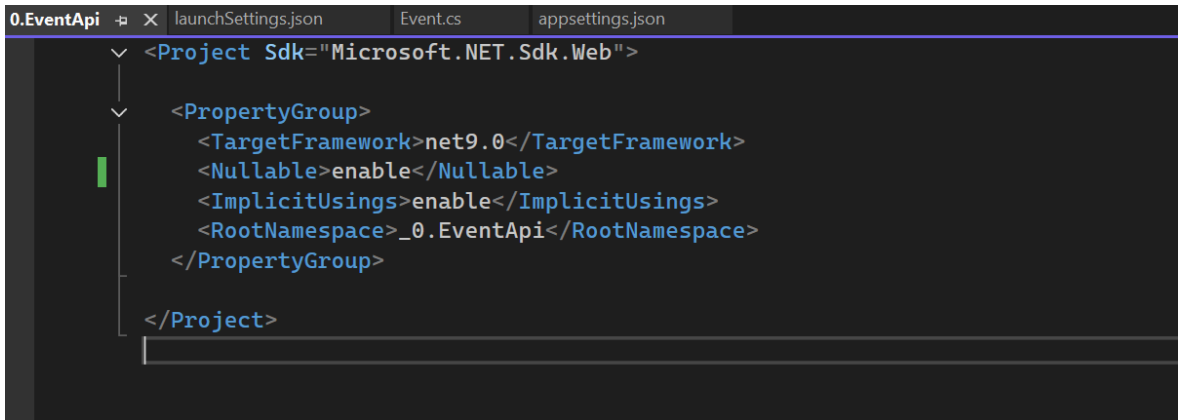 0.EventApi launchSettings.json Event.cs appsettings.json
<Project Sdk="Microsoft.NET.Sdk.Web">
<PropertyGroup>
<TargetFramework>net9.0</TargetFramework>
<Nullable>enable</Nullable>
<ImplicitUsings>enable</ImplicitUsings>
<RootNamespace>_0.EventApi</RootNamespace>
</PropertyGroup>
</Project>